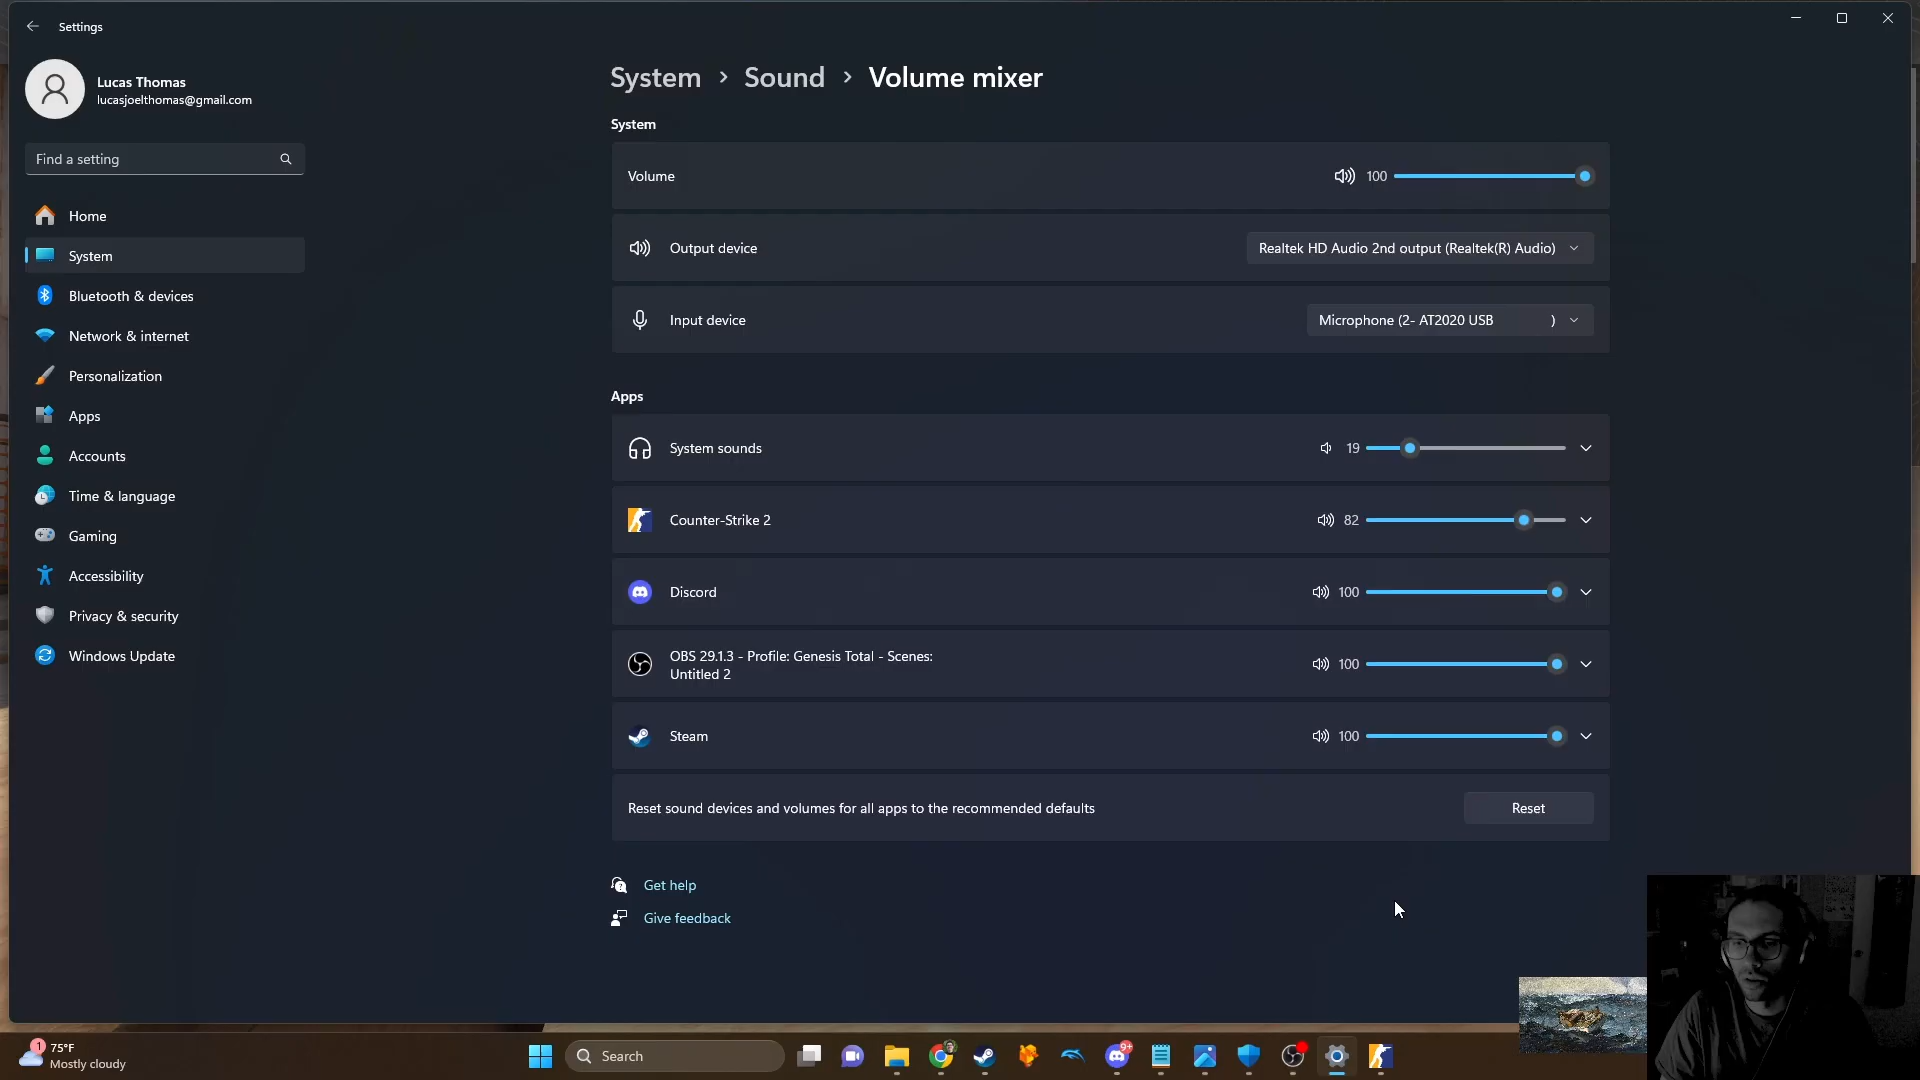 Settings
Lucas Thomas
lucasjoelthomas@gmail.com
Find a setting
Home
System
Bluetooth & devices
Network & internet
Personalization
Apps
Accounts
Time & language
Gaming
Accessibility
Privacy & security
Windows Update
System > Sound > Volume mixer
System
Volume 100
Output device Realtek HD Audio 2nd output (Realtek(R) Audio)
Input device Microphone (2- AT2020 USB )
Apps
System sounds 19
Counter-Strike 2 82
Discord 100
OBS 29.1.3 - Profile: Genesis Total - Scenes:
Untitled 2 100
Steam 100
Reset sound devices and volumes for all apps to the recommended defaults Reset
Get help
Give feedback
1 75°F
Mostly cloudy
Search
9+